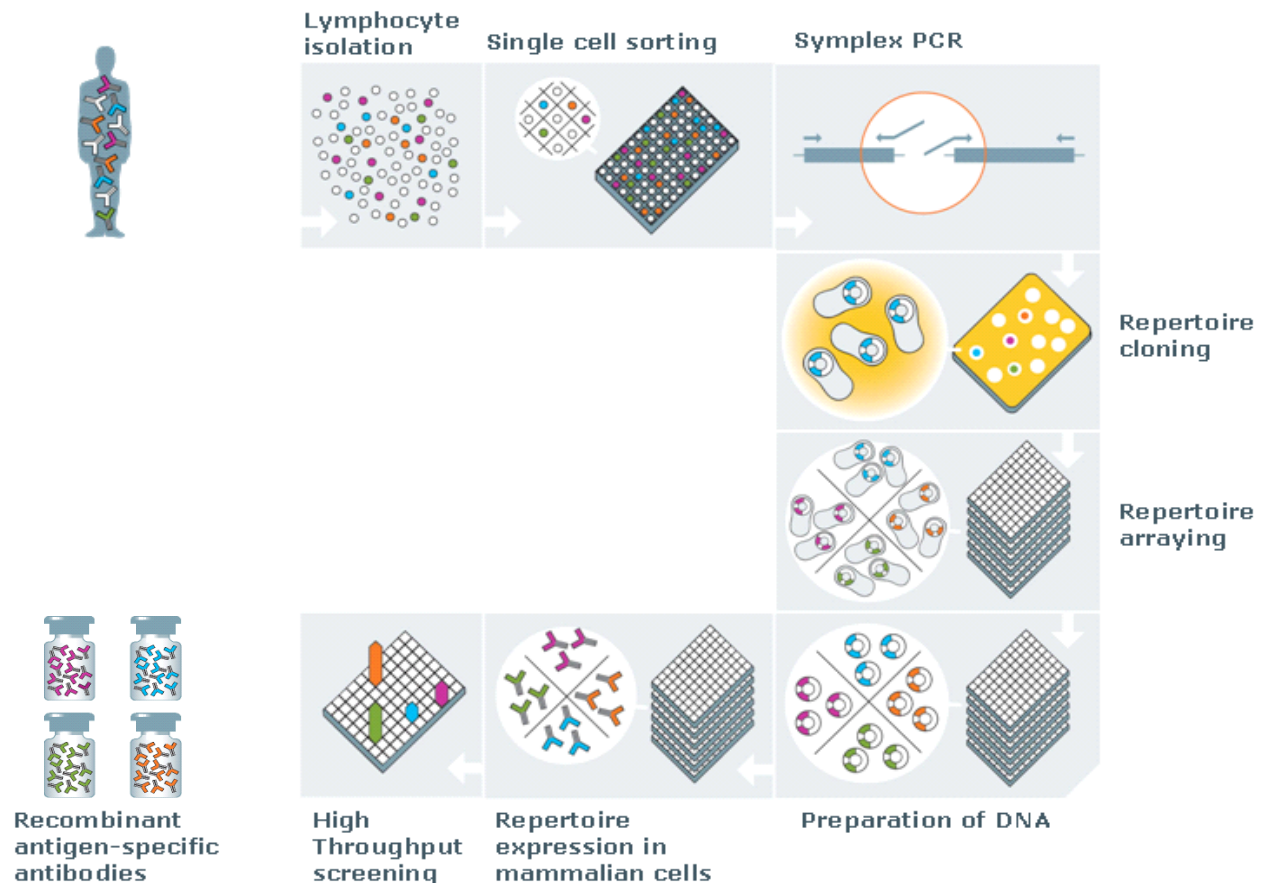 Lymphocyte
isolation
Single cell sorting
Symplex PCR
Repertoire
cloning
Repertoire
arraying
Recombinant
antigen-specific
antibodies
High
Throughput
screening
Repertoire
expression in
mammalian cells
Preparation of DNA